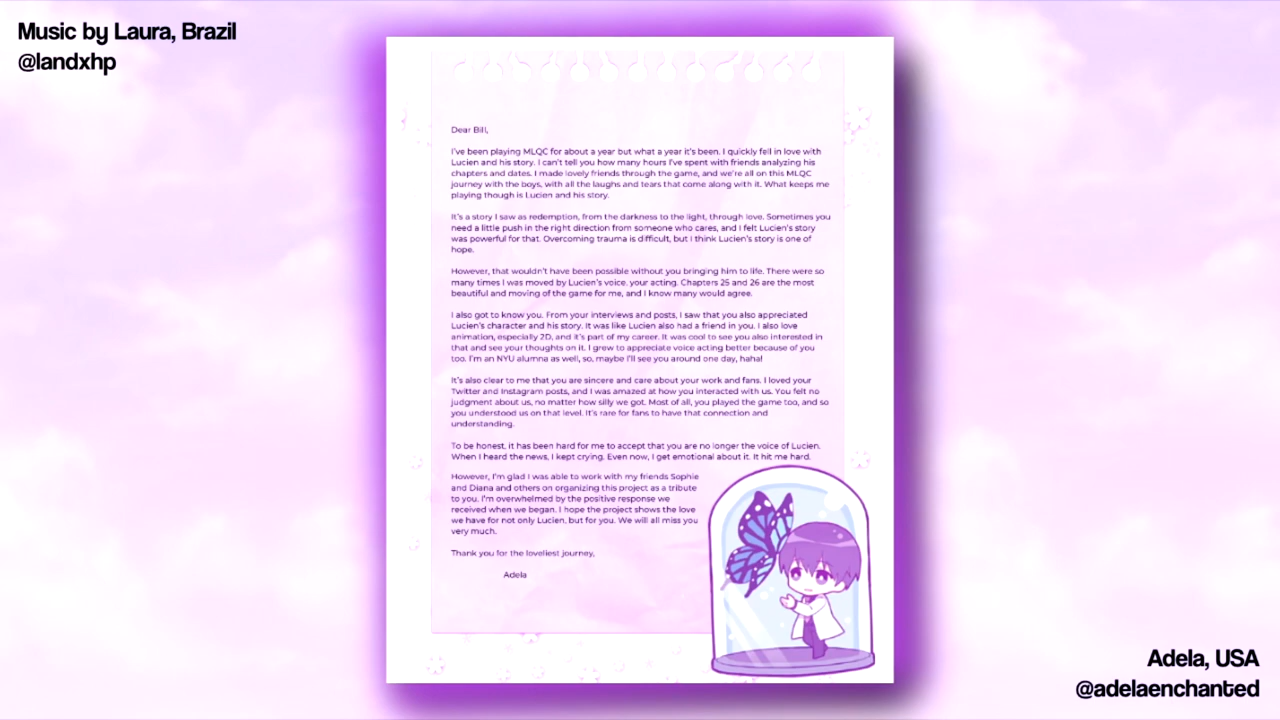 Music by Laura, Brazil
@landxhp
Dear Bill,
I've been playing MLQC for about a year but what a year it's been. I quickly fell in love with
Lucien and his story. I can't tell you how many hours I've spent with friends analyzing his
chapters and dates. I made lovely friends through the game, and we're all on this MLQC
journey with the boys, with all the laughs and tears that come along with it. What keeps me
playing though is Lucien and his story.
It's a story I saw as redemption, from the darkness to the light, through love. Sometimes you
need a little push in the right direction from someone who cares, and I felt Lucien's story
was powerful for that. Overcoming trauma is difficult, but I think Lucien's story is one of
hope.
However, that wouldn't have been possible without you bringing him to life. There were so
many times I was moved by Lucien's voice, your acting. Chapters 25 and 26 are the most
beautiful and moving of the game for me, and I know many would agree.
I also got to know you. From your interviews and posts, I saw that you also appreciated
Lucien's character and his story. It was like Lucien also had a friend in you. I also love
animation, especially 2D, and it's part of my career. It was cool to see you also interested in
that and see your thoughts on it. I grew to appreciate voice acting better because of you
too. I'm an NYU alumna as well, so, maybe I'll see you around one day, haha!
It's also clear to me that you are sincere and care about your work and fans. I loved your
Twitter and Instagram posts, and I was amazed at how you interacted with us. You felt no
judgment about us, no matter how silly we got. Most of all, you played the game too, and so
you understood us on that level. It's rare for fans to have that connection and
understanding.
To be honest, it has been hard for me to accept that you are no longer the voice of Lucien.
When I heard the news, I kept crying. Even now, I get emotional about it. It hit me hard.
However, I'm glad I was able to work with my friends Sophie
and Diana and others on organizing this project as a tribute
to you. I'm overwhelmed by the positive response we
received when we began. I hope the project shows the love
we have for not only Lucien, but for you. We will all miss you
very much.
Thank you for the loveliest journey,
Adela
Adela, USA
@adelaenchanted